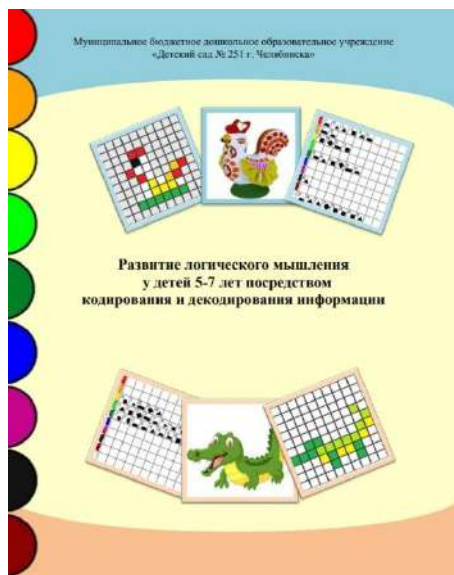 Муниципальное бюджетное дошкольное образовательное учреждение
«Детский сад № 251 г. Челябинска»
Развитие логического мышления
у детей 5-7 лет посредством
кодирования и декодирования информации